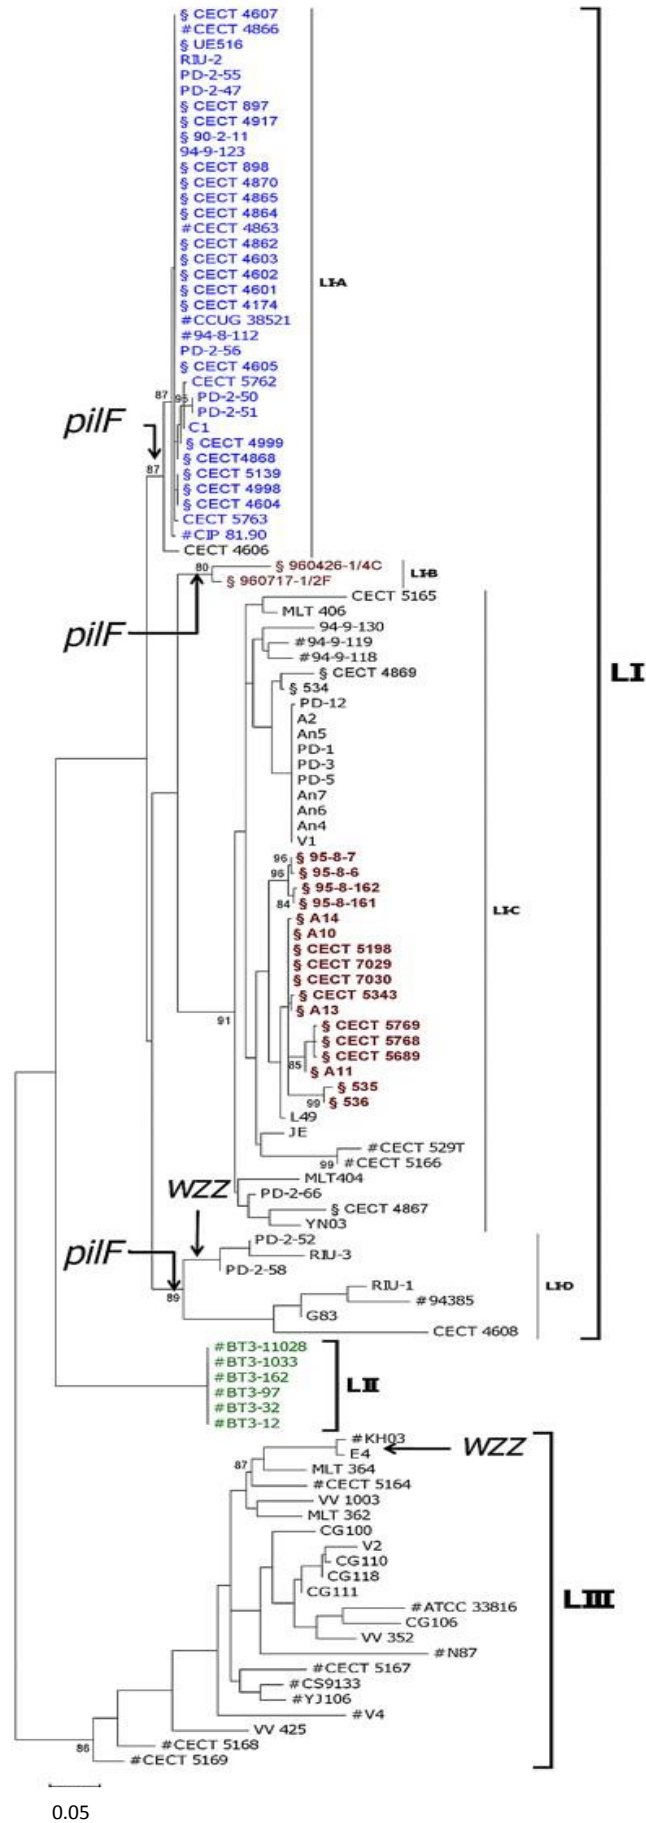 § CECT 4607
#CECT 4866
§ UE516
RIU-2
PD-2-55
PD-2-47
§ CECT 897
§ CECT 4917
§ 90-2-11
94-9-123
§ CECT 898
§ CECT 4870
§ CECT 4865
§ CECT 4864
#CECT 4863
§ CECT 4862
§ CECT 4603
§ CECT 4602
§ CECT 4601
§ CECT 4174
#CCUG 38521
#94-8-112
PD-2-56
§ CECT 4605
LI-A
CECT 5762
87
95
PD-2-50
PD-2-51
pilF
C1
§ CECT 4999
§ CECT4868
87
§ CECT 5139
§ CECT 4998
§ CECT 4604
CECT 5763
#CIP 81.90
CECT 4606
80
§ 960426-1/4C
§ 960717-1/2F
LI-B
CECT 5165
MLT 406
pilF
94-9-130
#94-9-119
#94-9-118
§ CECT 4869
§ 534
LI
PD-12
A2
An5
PD-1
PD-3
PD-5
An7
An6
An4
V1
96
§ 95-8-7
96
§ 95-8-6
§ 95-8-162
84
§ 95-8-161
LI-C
§ A14
§ A10
§ CECT 5198
§ CECT 7029
§ CECT 7030
§ CECT 5343
§ A13
91
§ CECT 5769
§ CECT 5768
§ CECT 5689
85
§ A11
§ 535
99
§ 536
L49
JE
#CECT 529T
99
#CECT 5166
MLT404
WZZ
PD-2-66
§ CECT 4867
YN03
PD-2-52
pilF
RIU-3
PD-2-58
LI-D
RIU-1
89
#94385
G83
CECT 4608
#BT3-11028
#BT3-1033
#BT3-162
#BT3-97
#BT3-32
#BT3-12
LII
#KH03
E4
WZZ
87
MLT 364
#CECT 5164
VV 1003
MLT 362
CG100
V2
CG110
CG118
CG111
LIII
#ATCC 33816
CG106
VV 352
#N87
#CECT 5167
#CS9133
#YJ106
#V4
VV 425
#CECT 5168
86
#CECT 5169
0.05